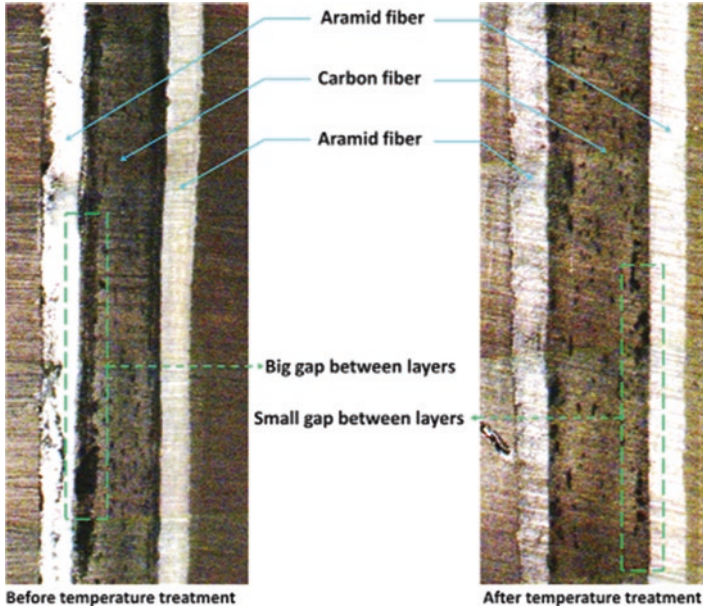 Aramid fiber
Carbon fiber
Aramid fiber
Big gap between layers
Small gap between layers
Before temperature treatment
After temperature treatment